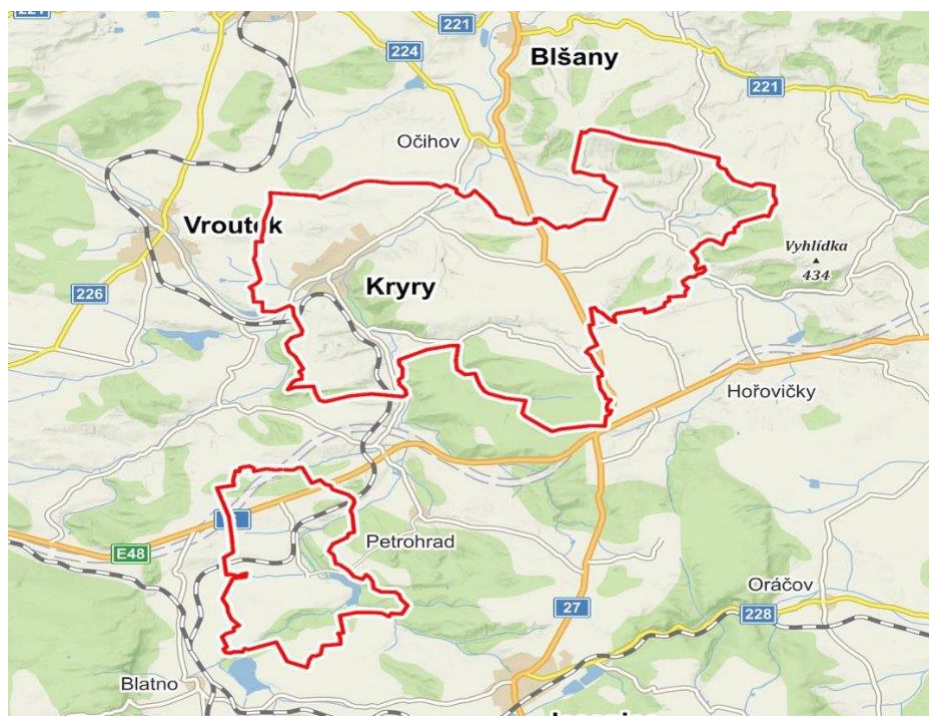 221
221
224
Blšany
221
Očihov
Vroutek
Vyhlídka
434
226
Kryry
Hořovičky
Petrohrad
E48
27
Oráčov
228
Blatno